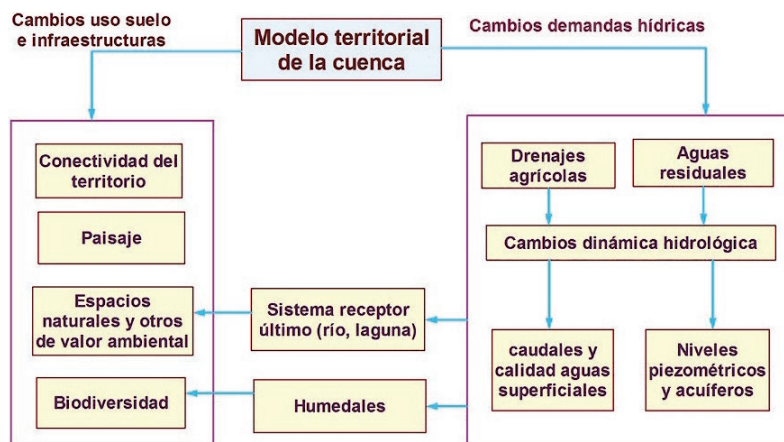 Cambios uso suelo
e infraestructuras
Modelo territorial
de la cuenca
Cambios demandas hídricas
Conectividad del
territorio
Paisaje
Espacios
naturales y otros
de valor ambiental
Biodiversidad
Sistema receptor
último (río, laguna)
Humedales
Drenajes
agrícolas
Aguas
residuales
Cambios dinámica hidrológica
caudales y
calidad aguas
superficiales
Niveles
piezométricos
y acuíferos